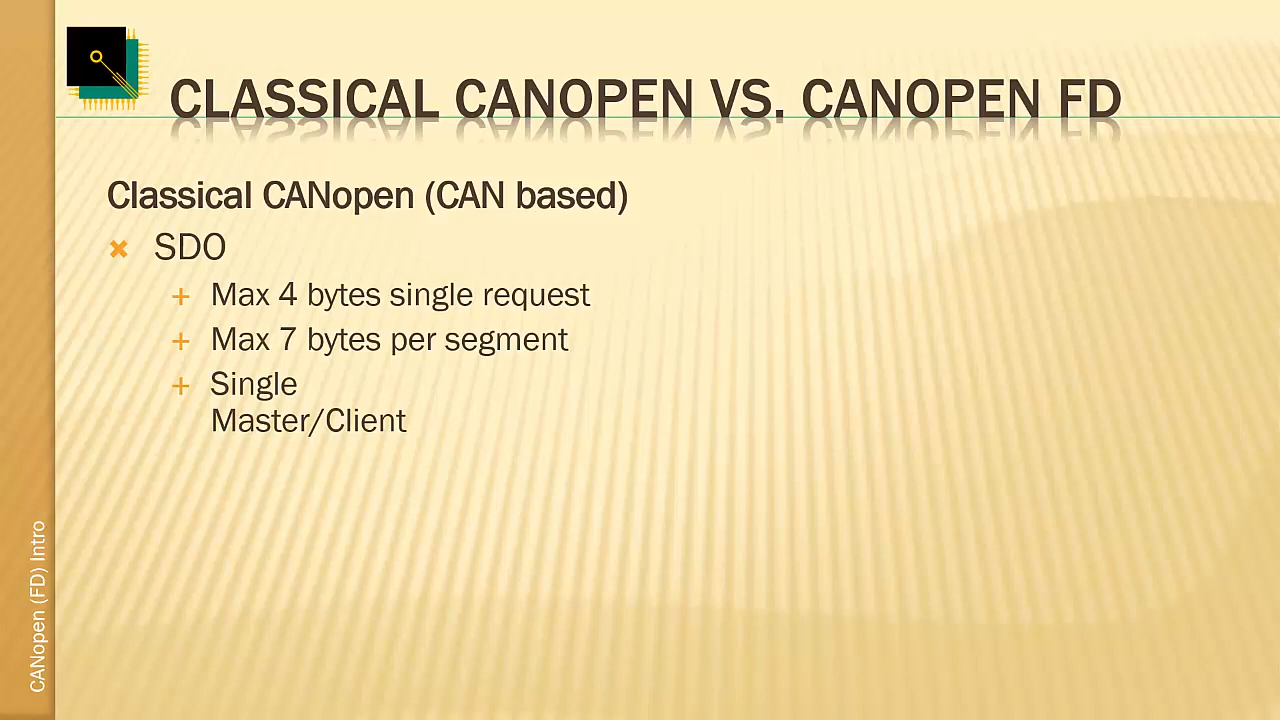 CLASSICAL CANOPEN VS. CANOPEN FD
Classical CANopen (CAN based)
SDO
Max 4 bytes single request
Max 7 bytes per segment
Single
Master/Client
CANopen (FD) Intro